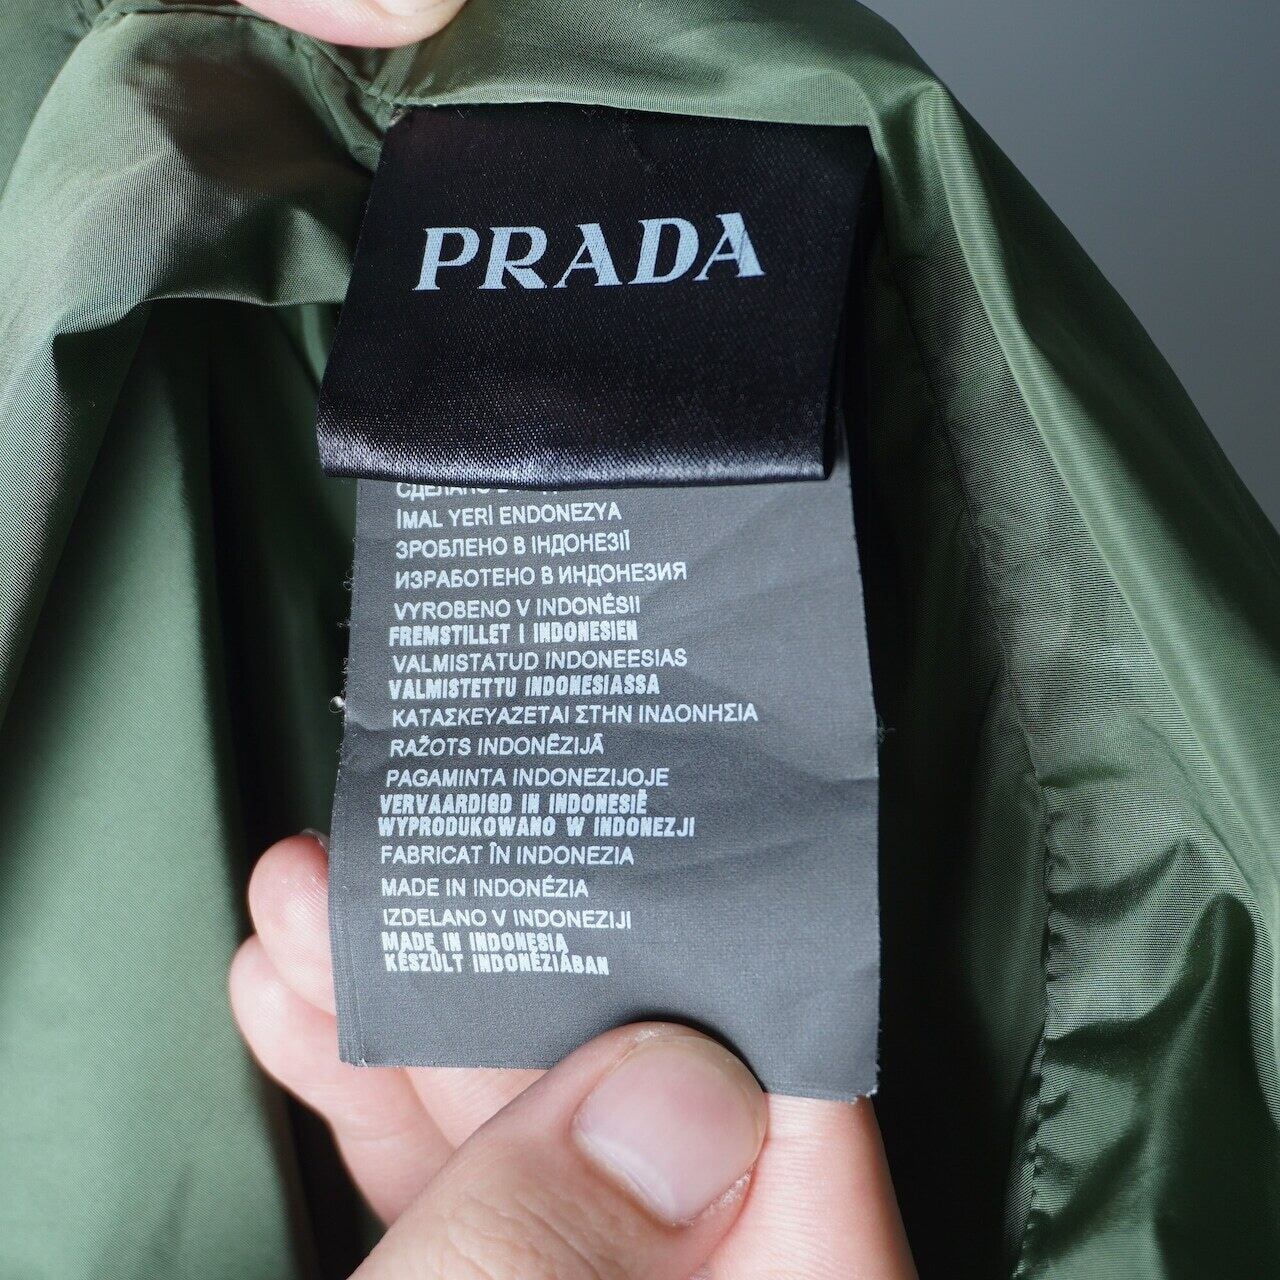 PRADA
СДЕЛАНО В
İMAL YERİ ENDONEZYA
ЗРОБЛЕНО В ІНДОНЕЗІЇ
ИЗРАБОТЕНО В ИНДОНЕЗИЯ
VYROBENO V INDONÉSII
FREMSTILLET I INDONESIEN
VALMISTATUD INDONEESIAS
VALMISTETTU INDONESIASSA
ΚΑΤΑΣΚΕΥΑΖΕΤΑΙ ΣΤΗΝ ΙΝΔΟΝΗΣΙΑ
RAŽOTS INDONĒZIJĀ
PAGAMINTA INDONEZIJOJE
VERVAARDIGD IN INDONESIË
WYPRODUKOWANO W INDONEZJI
FABRICAT ÎN INDONEZIA
MADE IN INDONÉZIA
IZDELANO V INDONEZIJI
MADE IN INDONESIA
KÉSZÜLT INDONÉZIÁBAN